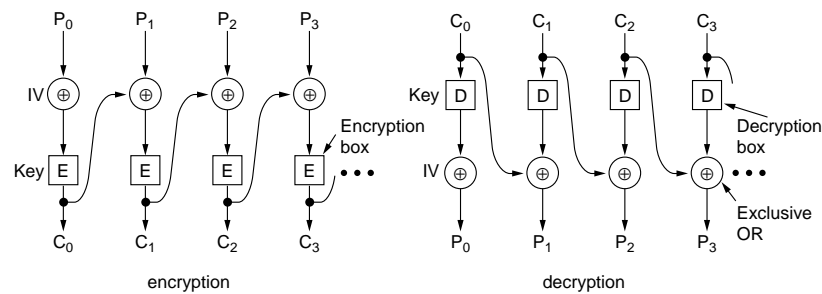 P0 P1 P2 P3
IV ⊕ ⊕ ⊕ ⊕
Encryption
box
Key E E E E
C0 C1 C2 C3
encryption
C0 C1 C2 C3
Key D D D D
Decryption
box
IV ⊕ ⊕ ⊕ ⊕
Exclusive
OR
P0 P1 P2 P3
decryption